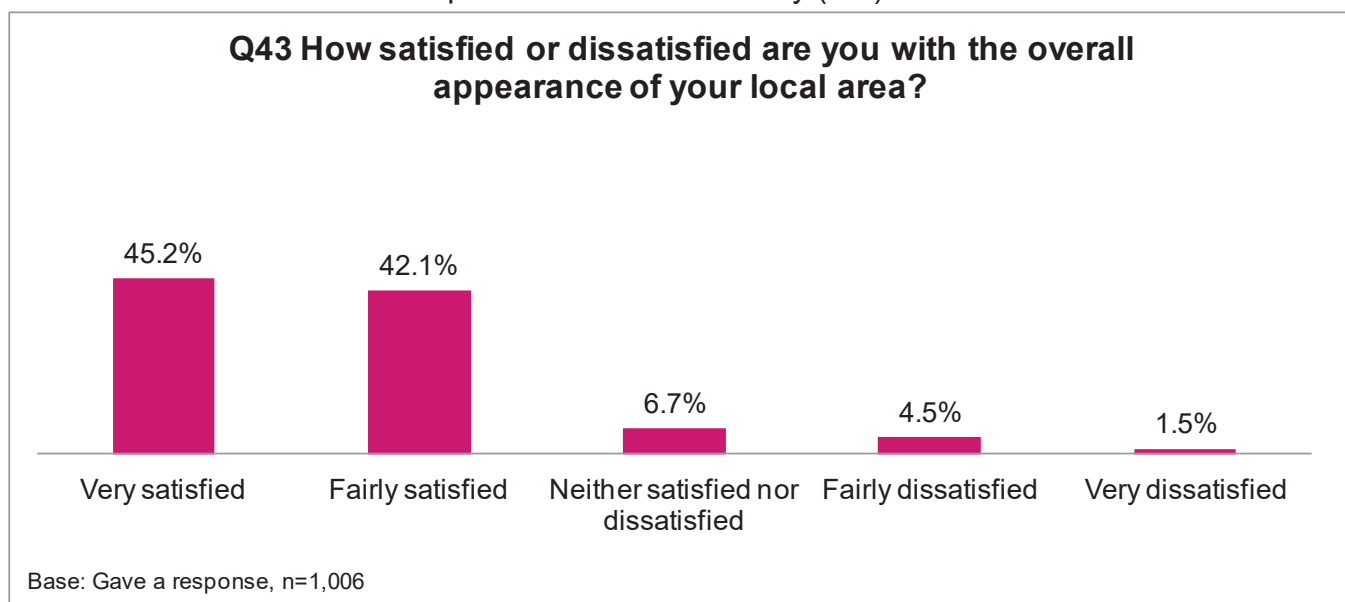 Q43 How satisfied or dissatisfied are you with the overall
appearance of your local area?
45.2%
42.1%
6.7%
4.5%
1.5%
Very satisfied
Fairly satisfied
Neither satisfied nor
dissatisfied
Fairly dissatisfied
Very dissatisfied
Base: Gave a response, n=1,006